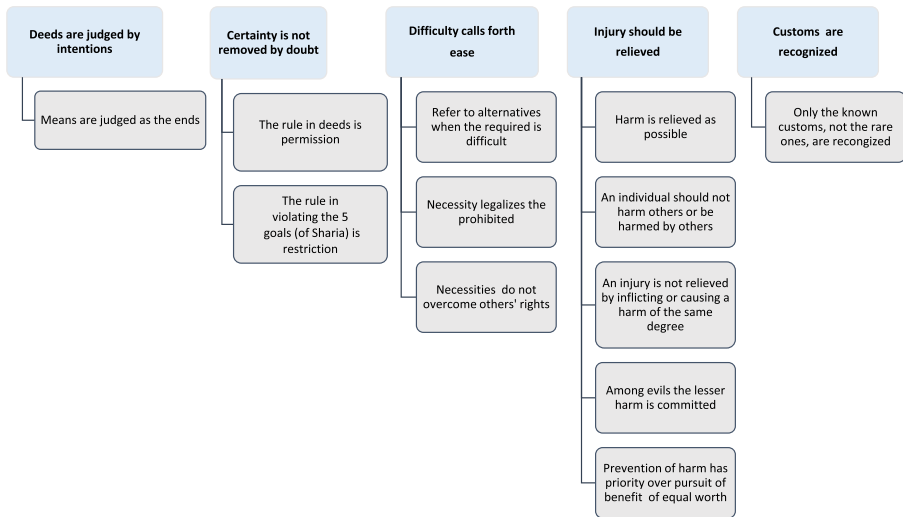 Deeds are judged by
intentions
Means are judged as the ends
Certainty is not
removed by doubt
The rule in deeds is
permission
The rule in
violating the 5
goals (of Sharia) is
restriction
Difficulty calls forth
ease
Refer to alternatives
when the required is
difficult
Necessity legalizes the
prohibited
Necessities do not
overcome others' rights
Injury should be
relieved
Harm is relieved as
possible
An individual should not
harm others or be
harmed by others
An injury is not relieved
by inflicting or causing a
harm of the same
degree
Among evils the lesser
harm is committed
Prevention of harm has
priority over pursuit of
benefit of equal worth
Customs are
recognized
Only the known
customs, not the rare
ones, are recongized